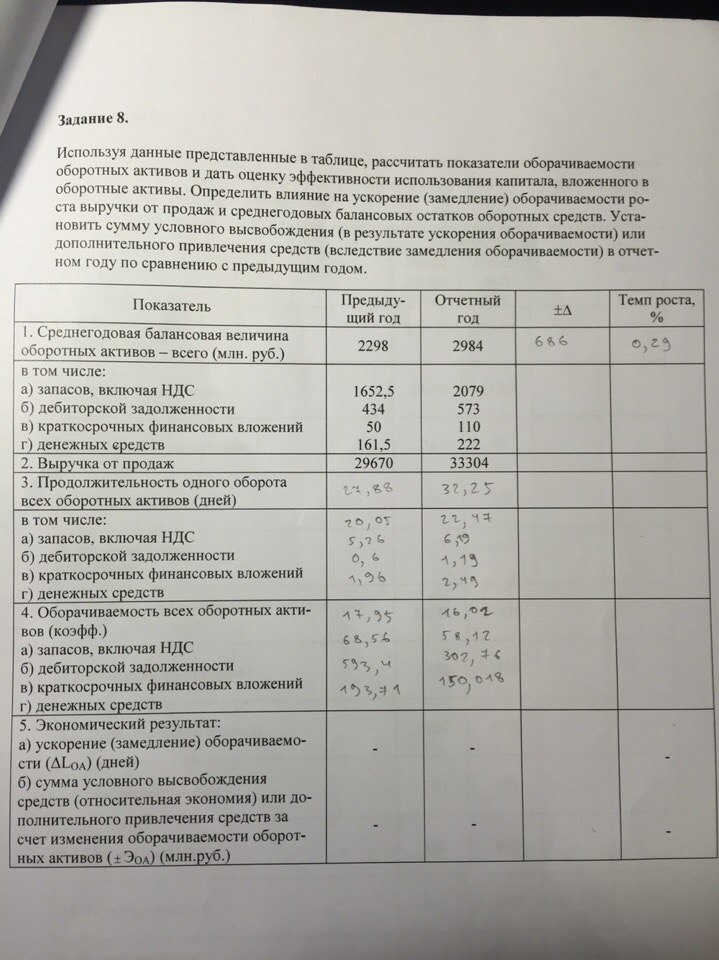 Задание 8.
Используя данные представленные в таблице, рассчитать показатели оборачиваемости
оборотных активов и дать оценку эффективности использования капитала, вложенного в
оборотные активы. Определить влияние на ускорение (замедление) оборачиваемости ро-
ста выручки от продаж и среднегодовых балансовых остатков оборотных средств. Уста-
новить сумму условного высвобождения (в результате ускорения оборачиваемости) или
дополнительного привлечения средств (вследствие замедления оборачиваемости) в отчет-
ном году по сравнению с предыдущим годом.
Показатель Предыду- Отчетный ±Δ Темп роста,
щий год год %
1. Среднегодовая балансовая величина
оборотных активов – всего (млн. руб.) 2298 2984 686 0,29
в том числе:
а) запасов, включая НДС 1652,5 2079
б) дебиторской задолженности 434 573
в) краткосрочных финансовых вложений 50 110
г) денежных средств 161,5 222
2. Выручка от продаж 29670 33304
3. Продолжительность одного оборота
всех оборотных активов (дней) 27,88 32,25
в том числе: 20,05 22,47
а) запасов, включая НДС 5,26 6,19
б) дебиторской задолженности 0,6 1,19
в) краткосрочных финансовых вложений 1,96 2,49
г) денежных средств
4. Оборачиваемость всех оборотных акти- 17,95 16,02
вов (коэфф.) 68,56 58,12
а) запасов, включая НДС
б) дебиторской задолженности 593,4 302,76
в) краткосрочных финансовых вложений 193,71 150,018
г) денежных средств
5. Экономический результат:
а) ускорение (замедление) оборачиваемо- - - -
сти (ΔLОА) (дней)
б) сумма условного высвобождения
средств (относительная экономия) или до-
полнительного привлечения средств за
счет изменения оборачиваемости оборот- - - -
ных активов (±ЭОА) (млн.руб.)